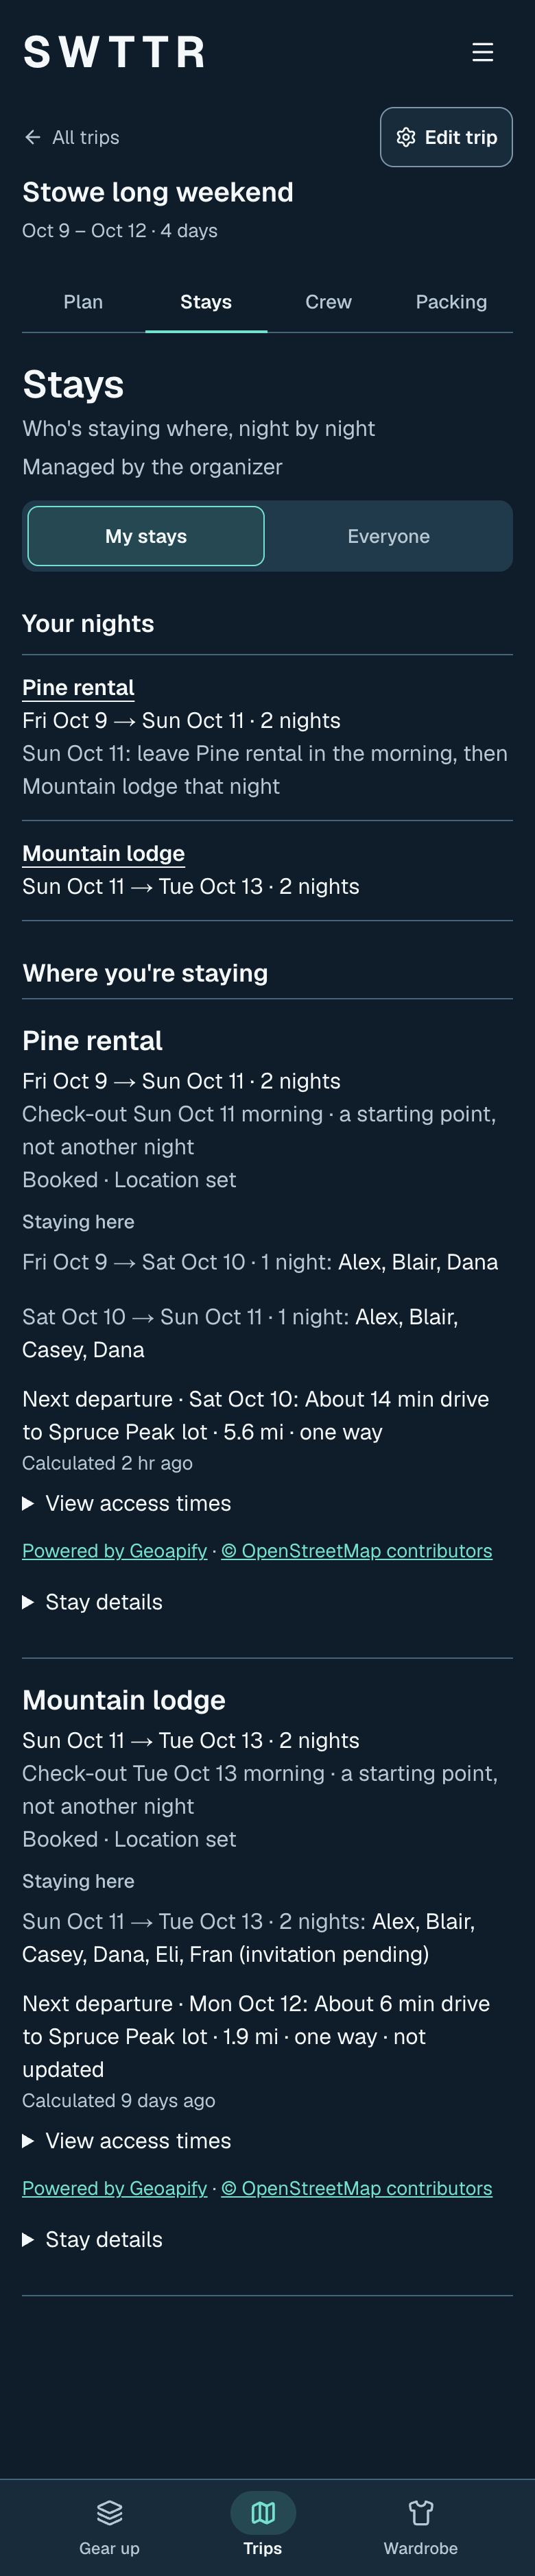 SWTTR
← All trips
Edit trip
Stowe long weekend
Oct 9 – Oct 12 · 4 days
Plan
Stays
Crew
Packing
Stays
Who's staying where, night by night
Managed by the organizer
My stays
Everyone
Your nights
Pine rental
Fri Oct 9 → Sun Oct 11 · 2 nights
Sun Oct 11: leave Pine rental in the morning, then
Mountain lodge that night
Mountain lodge
Sun Oct 11 → Tue Oct 13 · 2 nights
Where you're staying
Pine rental
Fri Oct 9 → Sun Oct 11 · 2 nights
Check-out Sun Oct 11 morning · a starting point,
not another night
Booked · Location set
Staying here
Fri Oct 9 → Sat Oct 10 · 1 night: Alex, Blair, Dana
Sat Oct 10 → Sun Oct 11 · 1 night: Alex, Blair,
Casey, Dana
Next departure · Sat Oct 10: About 14 min drive
to Spruce Peak lot · 5.6 mi · one way
Calculated 2 hr ago
▶ View access times
Powered by Geoapify · © OpenStreetMap contributors
▶ Stay details
Mountain lodge
Sun Oct 11 → Tue Oct 13 · 2 nights
Check-out Tue Oct 13 morning · a starting point,
not another night
Booked · Location set
Staying here
Sun Oct 11 → Tue Oct 13 · 2 nights: Alex, Blair,
Casey, Dana, Eli, Fran (invitation pending)
Next departure · Mon Oct 12: About 6 min drive
to Spruce Peak lot · 1.9 mi · one way · not
updated
Calculated 9 days ago
▶ View access times
Powered by Geoapify · © OpenStreetMap contributors
▶ Stay details
Gear up
Trips
Wardrobe